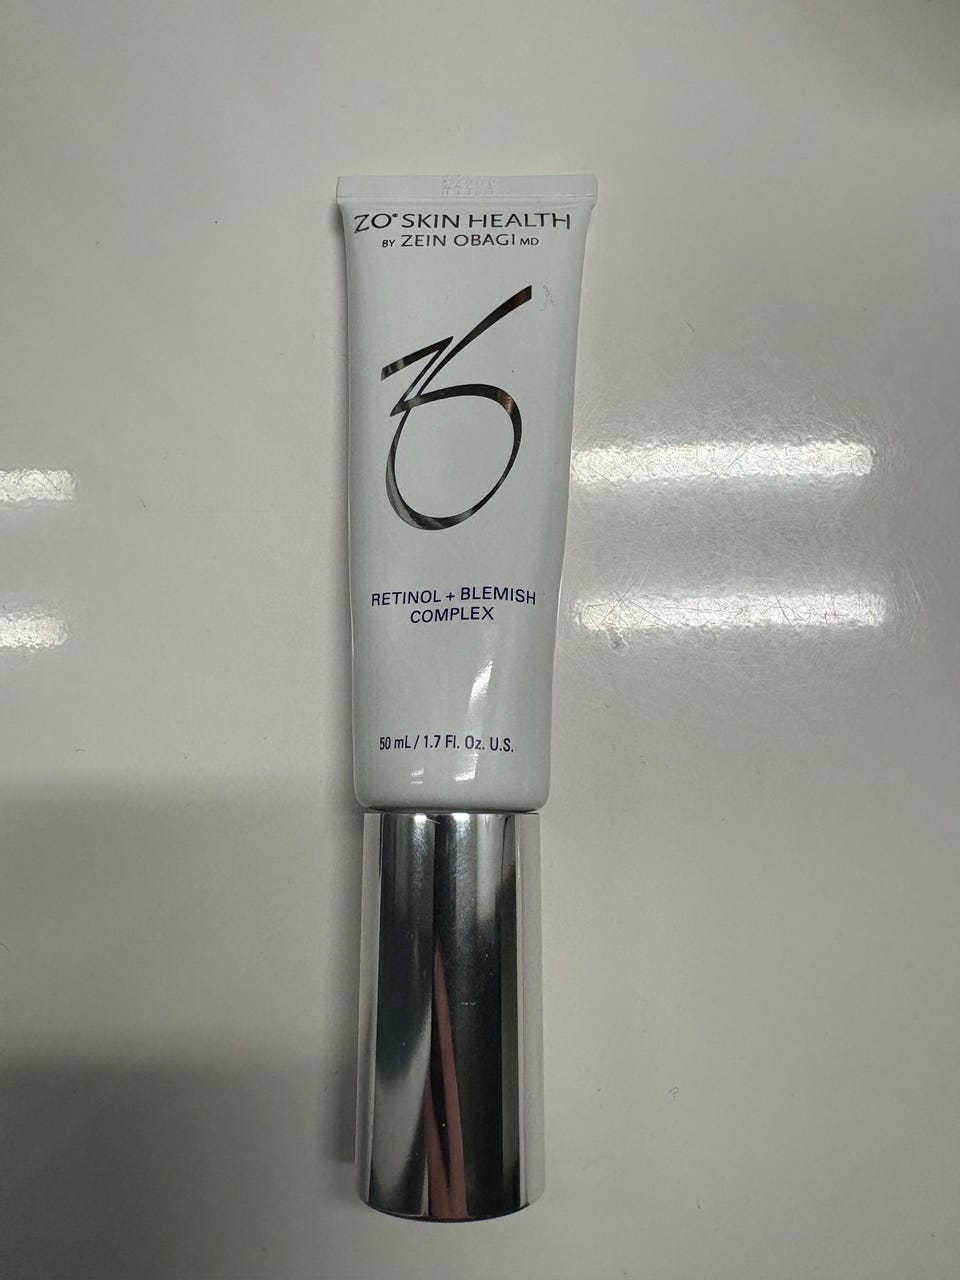 ZO® SKIN HEALTH
BY ZEIN OBAGI MD
RETINOL + BLEMISH
COMPLEX
50 mL / 1.7 Fl. Oz. U.S.